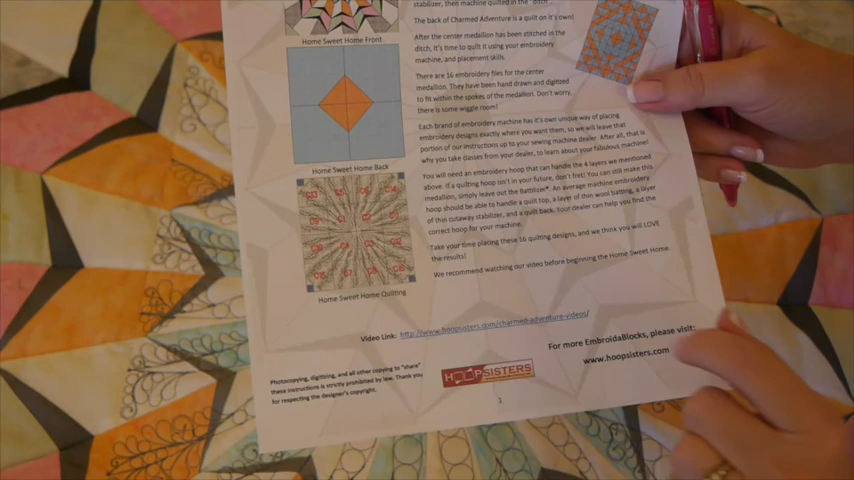 stabilizer, then machine quilted in the "ditch
The back of Charmed Adventure is a quilt on it's own!
Home Sweet Home Front
After the center medallion has been stitched in the
ditch, it's time to quilt it using your embroidery
machine, and placement skills.
There are 16 embroidery files for the center
medallion. They have been hand drawn and digitized
to fit within the spokes of the medallion. Don't worry,
there is some wiggle room!
Each brand of embroidery machine has it's own unique way of placing
embroidery designs exactly where you want them, so we will leave that
portion of our instructions up to your sewing machine dealer. After all, that is
why you take classes from your dealer, to learn about your fabulous machine!
Home Sweet Home Back
You will need an embroidery hoop that can handle the 4 layers we mentioned
above. If a quilting hoop isn't in your future, don't fret! You can still make this
medallion, simply leave out the Battilizer*. An average machine embroidery
hoop should be able to handle a quilt top, a layer of thin wool batting, a layer
of thin cutaway stabilizer, and a quilt back. Your dealer can help you find the
correct hoop for your machine.
Take your time placing these 16 quilting designs, and we think you will LOVE
the results!
We recommend watching our video before beginning the Home Sweet Home.
Home Sweet Home Quilting
Video Link: http://www.hoopsisters.com/charmed-adventure-videos/
For more EmbroidaBlocks, please visit:
www.hoopsisters.com
Photocopying, digitizing, and all other copying to "share"
these instructions is strictly prohibited by law. Thank you
for respecting the designer's copyright.
HOOPSISTERS
1